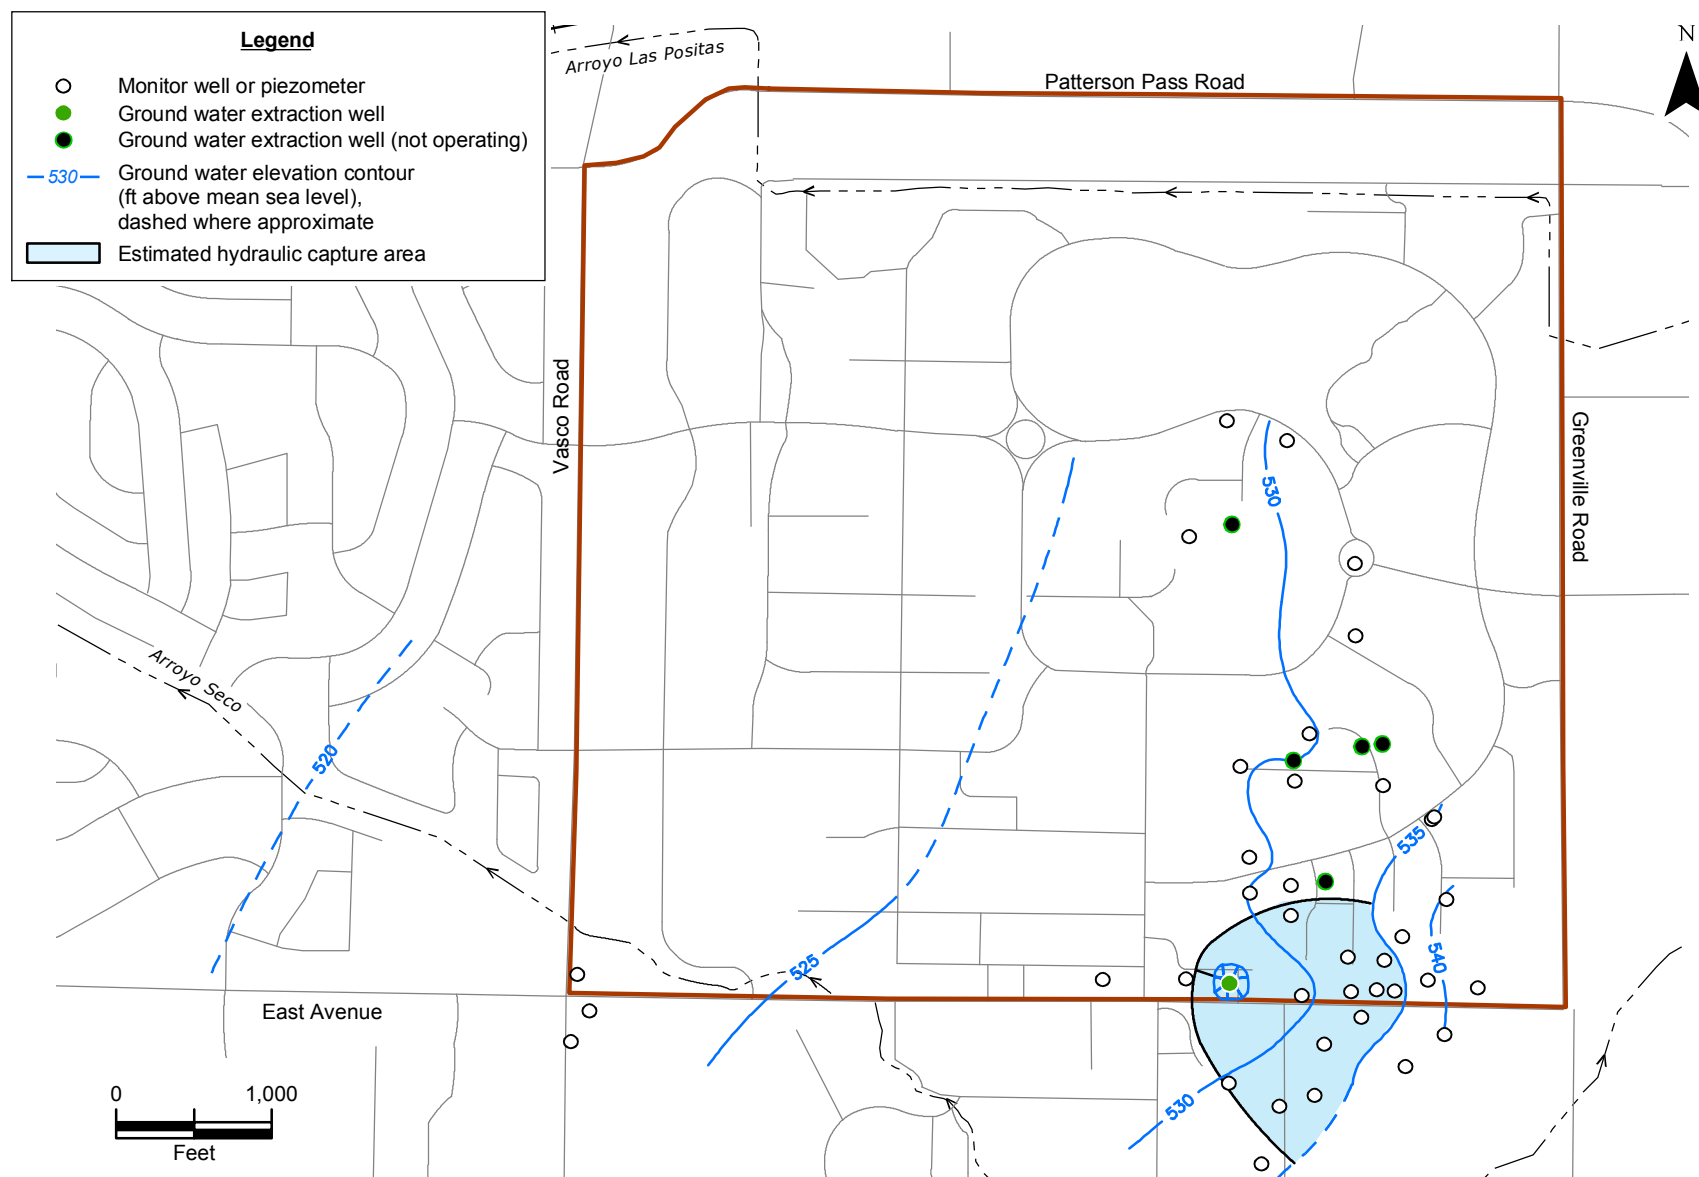 Legend
Monitor well or piezometer
Ground water extraction well
Ground water extraction well (not operating)
530
Ground water elevation contour
(ft above mean sea level),
dashed where approximate
Estimated hydraulic capture area
Arroyo Las Positas
Patterson Pass Road
N
Vasco Road
Greenville Road
530
Arroyo Seco
520
535
540
525
East Avenue
530
0 1,000
Feet